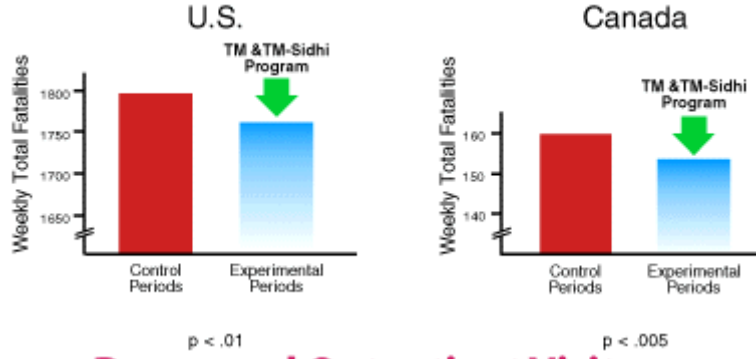 U.S.
TM &TM-Sidhi
Program
Weekly Total Fatalities
1800
1750
1700
1650
Control
Periods
Experimental
Periods
p < .01
Canada
TM &TM-Sidhi
Program
Weekly Total Fatalities
160
150
140
Control
Periods
Experimental
Periods
p < .005